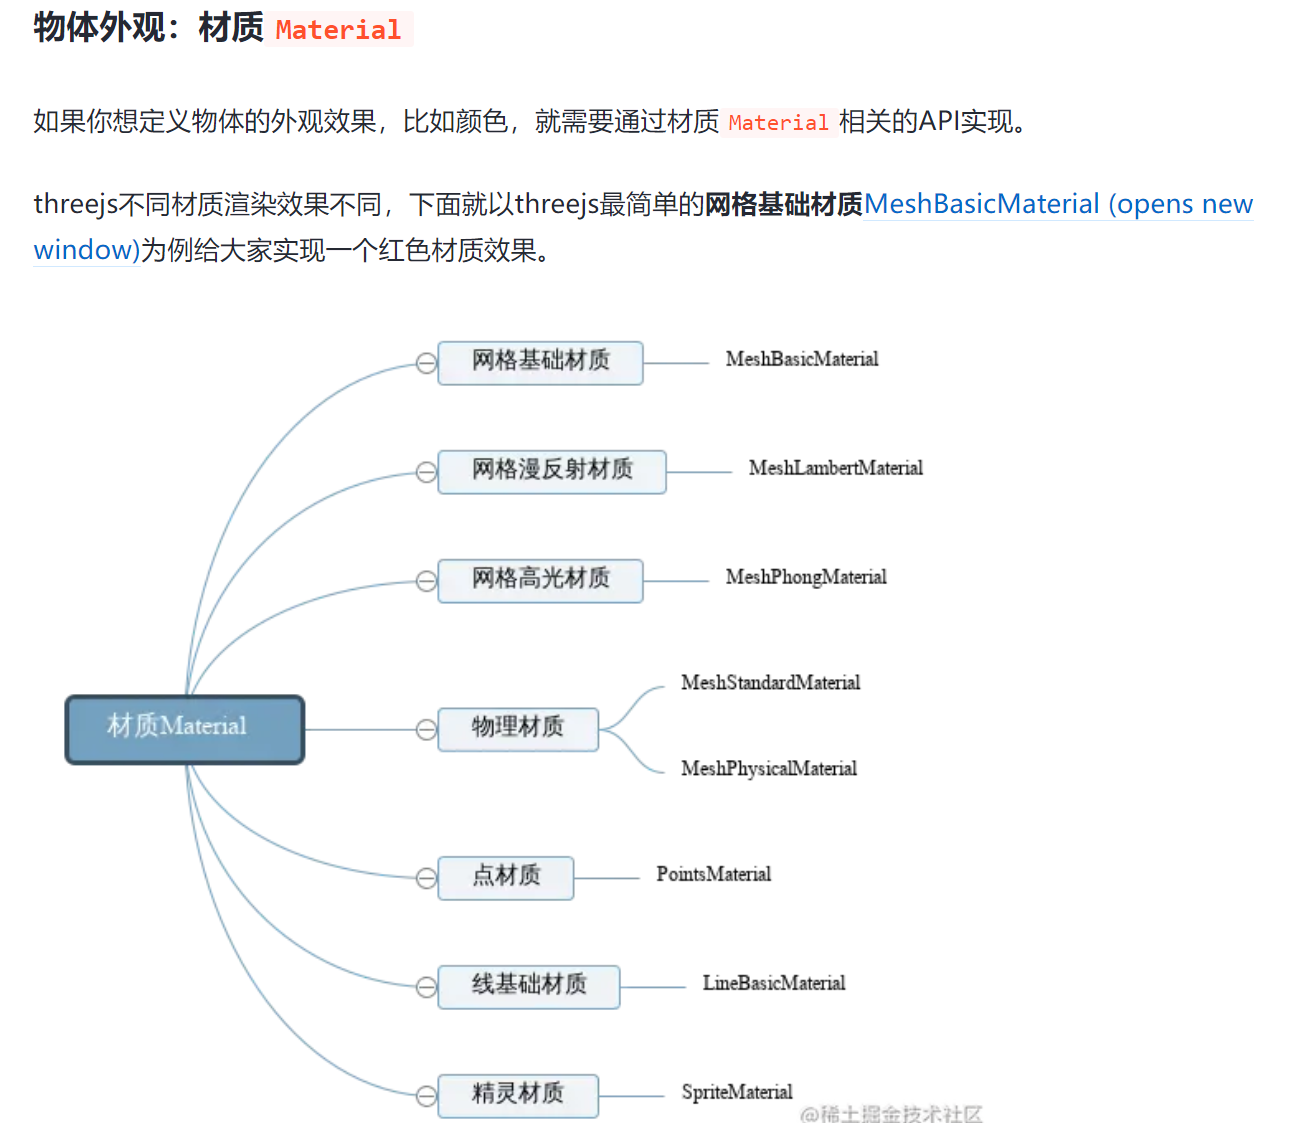 物体外观：材质 Material
如果你想定义物体的外观效果，比如颜色，就需要通过材质 Material 相关的API实现。
threejs不同材质渲染效果不同，下面就以threejs最简单的网格基础材质MeshBasicMaterial (opens new
window)为例给大家实现一个红色材质效果。
网格基础材质 MeshBasicMaterial
网格漫反射材质 MeshLambertMaterial
网格高光材质 MeshPhongMaterial
MeshStandardMaterial
材质Material 物理材质
MeshPhysicalMaterial
点材质 PointsMaterial
线基础材质 LineBasicMaterial
精灵材质 SpriteMaterial
@稀土掘金技术社区